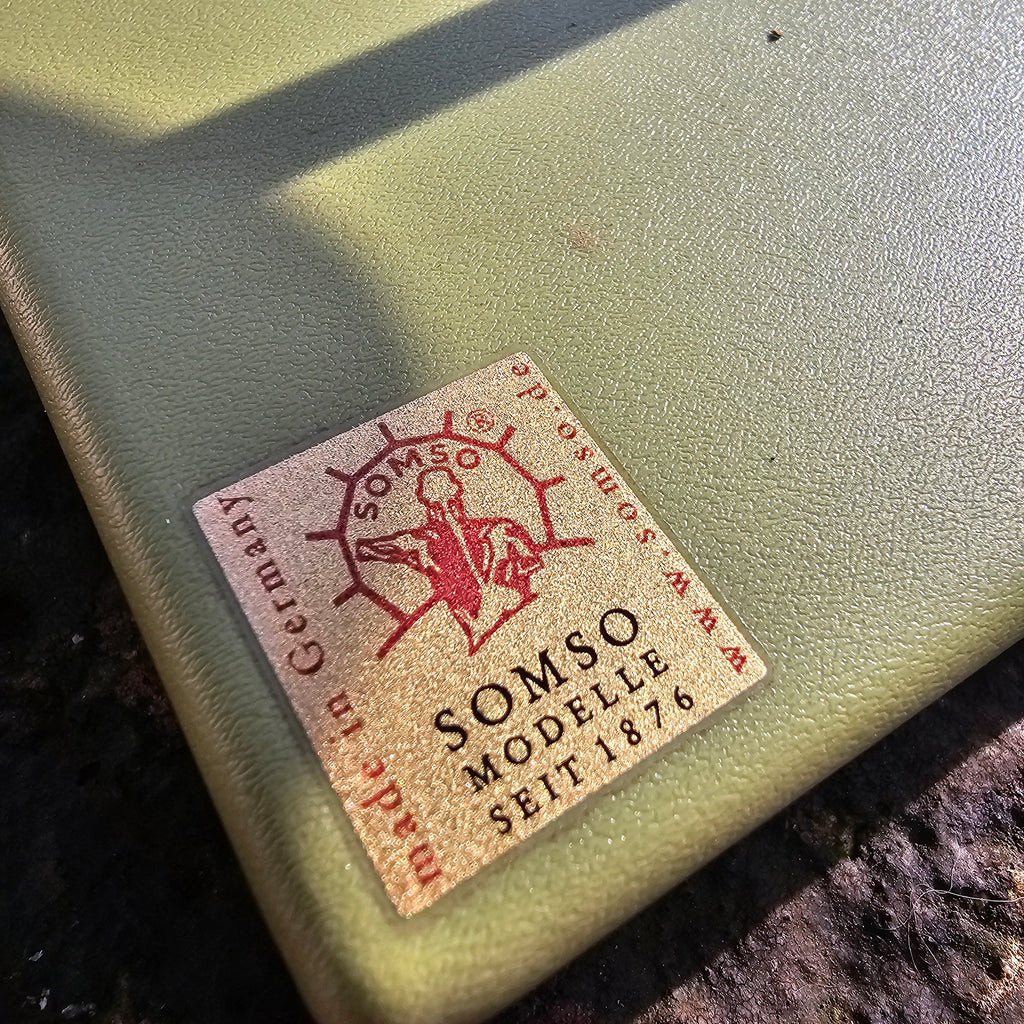 made in Germany
SOMSO
®
SOMSO
MODELLE
SEIT 1876
www.somso.de